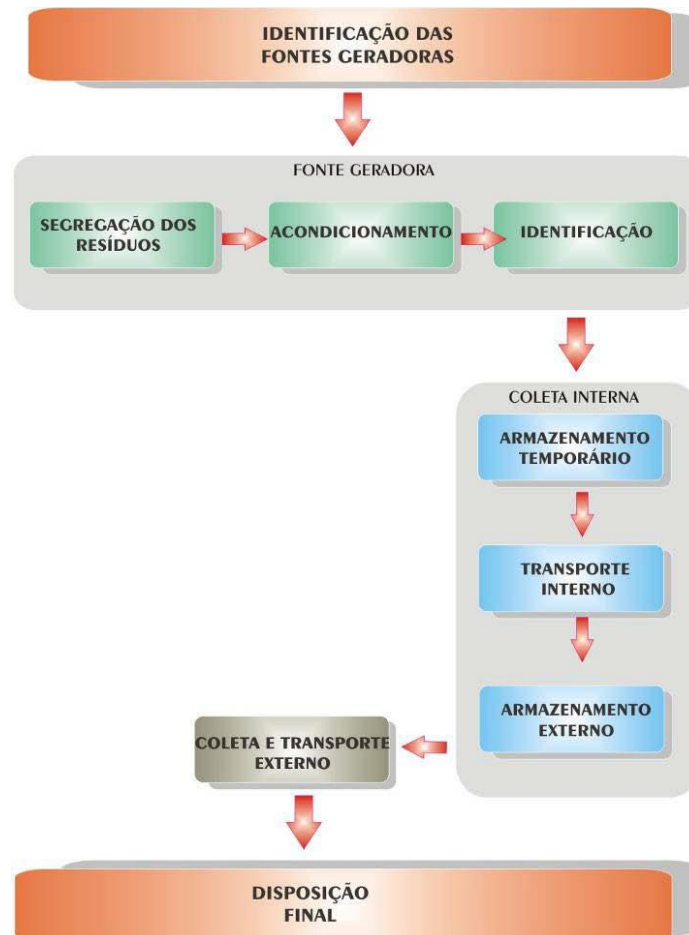 IDENTIFICAÇÃO DAS
FONTES GERADORAS
FONTE GERADORA
SEGREGAÇÃO DOS
RESÍDUOS
ACONDICIONAMENTO
IDENTIFICAÇÃO
COLETA INTERNA
ARMAZENAMENTO
TEMPORÁRIO
TRANSPORTE
INTERNO
ARMAZENAMENTO
EXTERNO
COLETA E TRANSPORTE
EXTERNO
DISPOSIÇÃO
FINAL